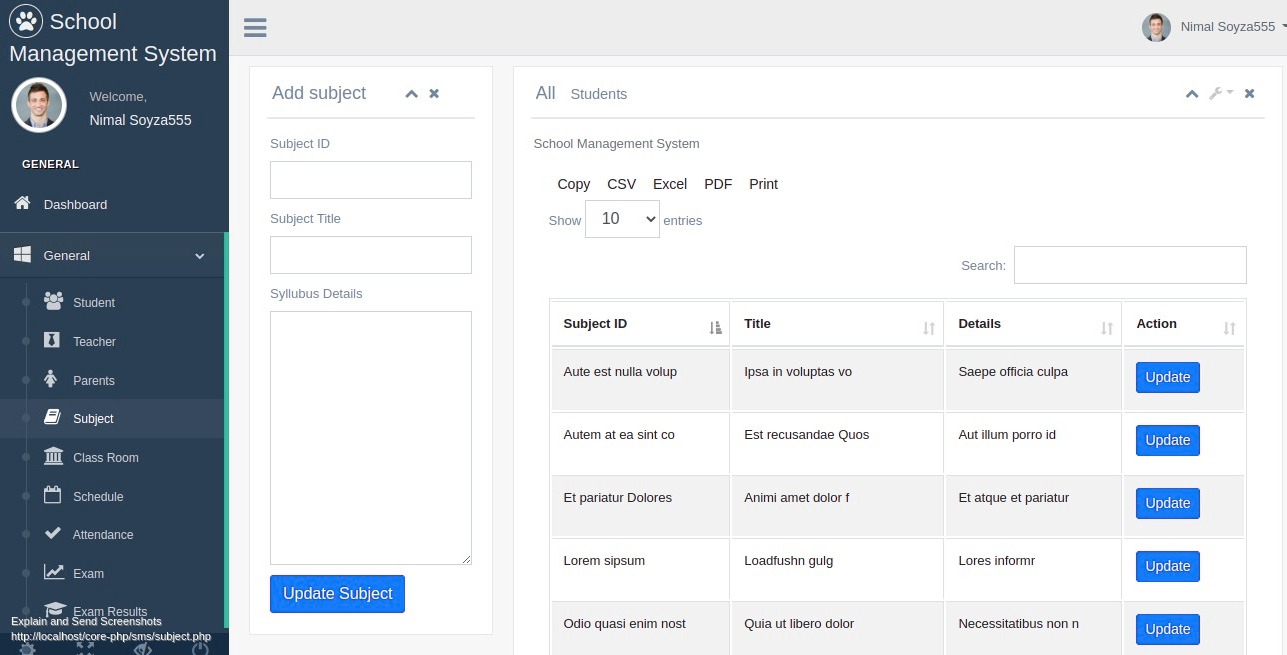 School
Management System
Welcome,
Nimal Soyza555
GENERAL
Dashboard
General
Student
Teacher
Parents
Subject
Class Room
Schedule
Attendance
Exam
Exam Results
Explain and Send Screenshots
http://localhost/core-php/sms/subject.php
Nimal Soyza555
Add subject
Subject ID
Subject Title
Syllubus Details
Update Subject
All Students
School Management System
Copy CSV Excel PDF Print
Show 10 entries
Search:
Subject ID Title Details Action
Aute est nulla volup Ipsa in voluptas vo Saepe officia culpa Update
Autem at ea sint co Est recusandae Quos Aut illum porro id Update
Et pariatur Dolores Animi amet dolor f Et atque et pariatur Update
Lorem sipsum Loadfushn gulg Lores informr Update
Odio quasi enim nost Quia ut libero dolor Necessitatibus non n Update